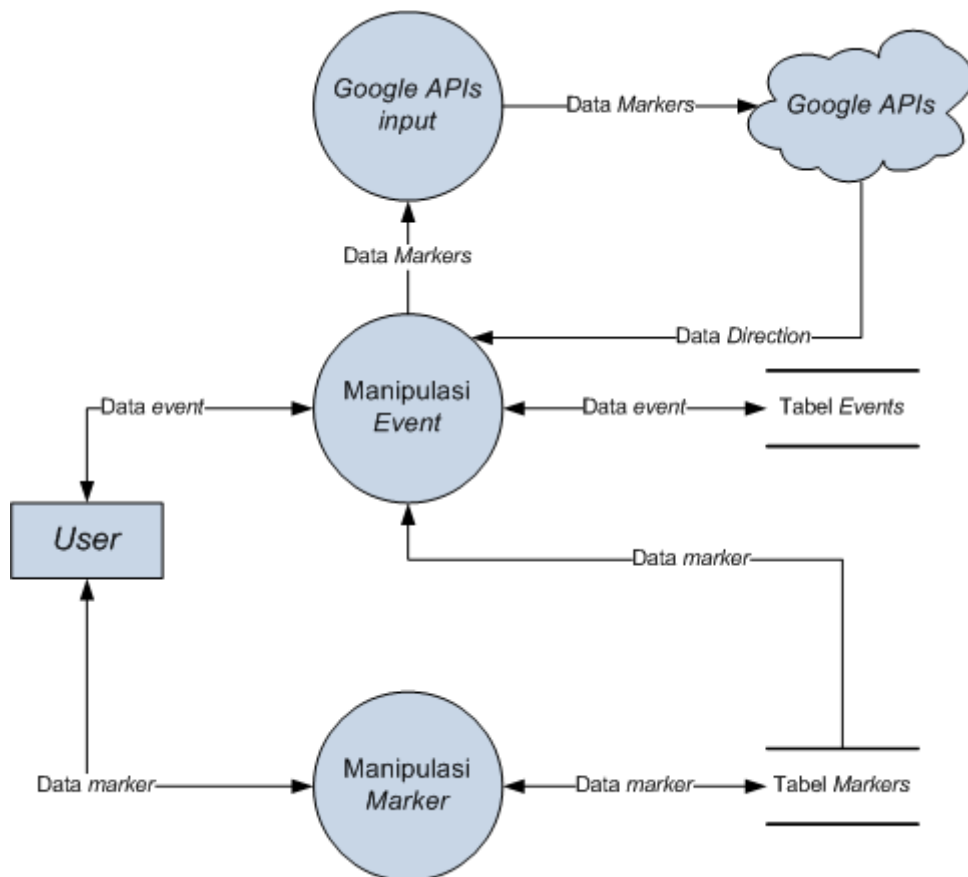 Google APIs
input
Data Markers
Google APIs
Data Markers
Data Direction
Manipulasi
Event
Data event
Data event
Tabel Events
User
Data marker
Manipulasi
Marker
Data marker
Data marker
Tabel Markers